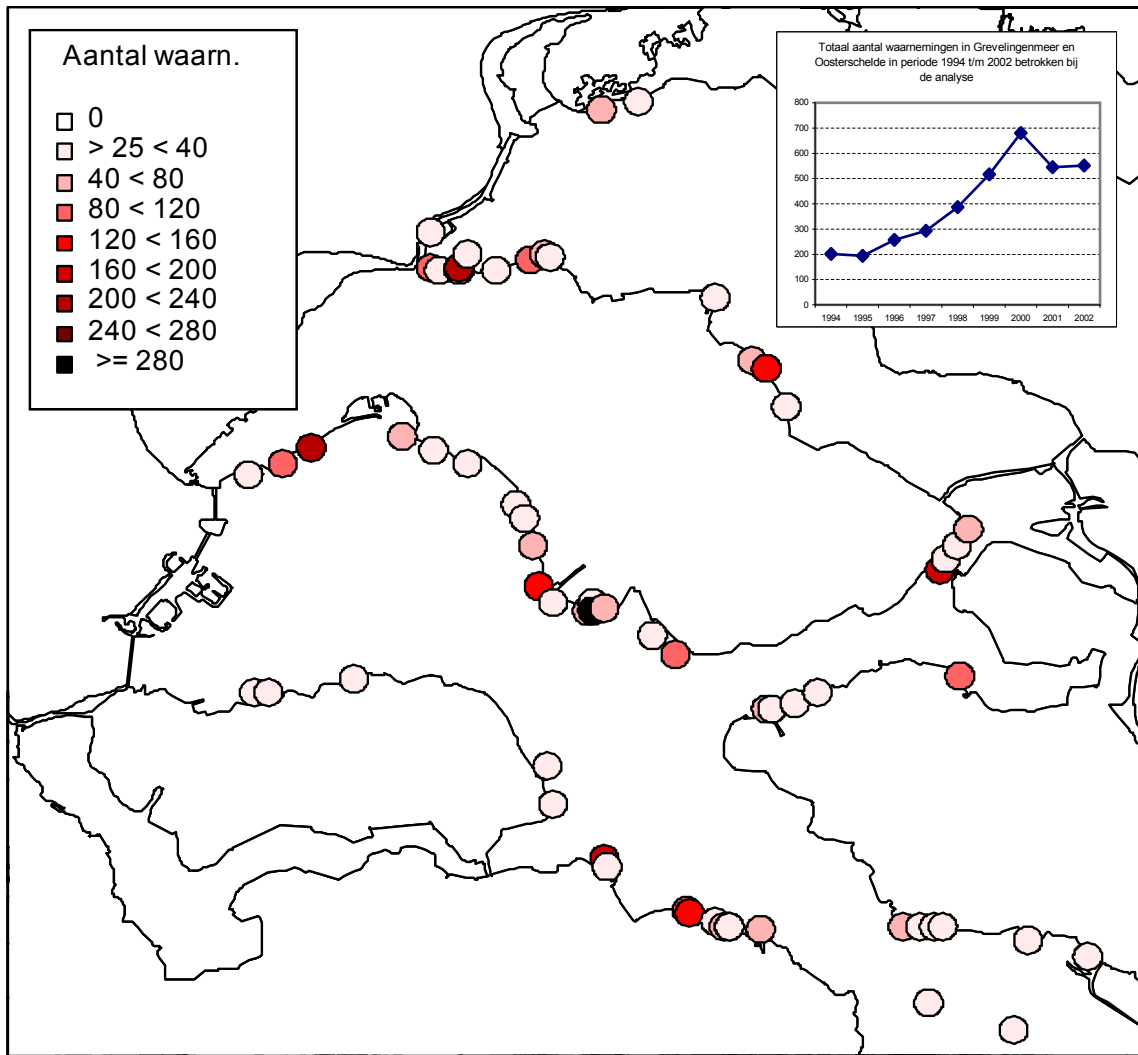 Aantal waarn.
0
> 25 < 40
40 < 80
80 < 120
120 < 160
160 < 200
200 < 240
240 < 280
>= 280
Totaal aantal waarnemingen in Grevelingenmeer en
Oosterschelde in periode 1994 t/m 2002 betrokken bij
de analyse
800
700
600
500
400
300
200
100
0
1994 1995 1996 1997 1998 1999 2000 2001 2002